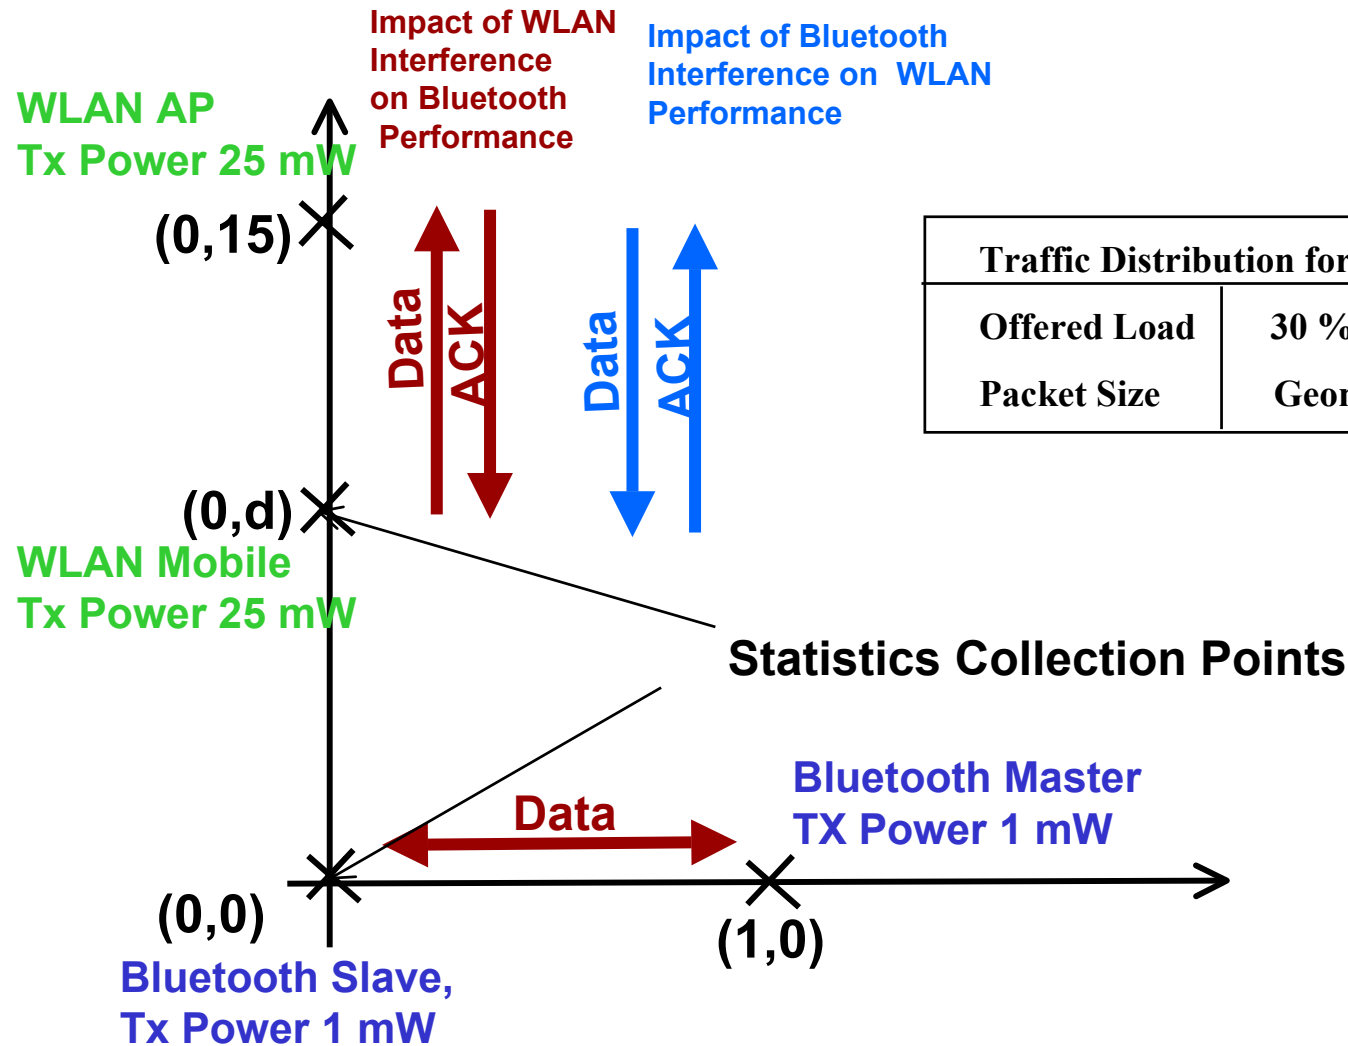 Impact of WLAN
Interference
on Bluetooth
Performance
Impact of Bluetooth
Interference on WLAN
Performance
WLAN AP
Tx Power 25 mW
(0,15)
Data
ACK
Data
ACK
Traffic Distribution for
Offered Load 30 %
Packet Size
(0,d)
WLAN Mobile
Tx Power 25 mW
Statistics Collection Points
Bluetooth Master
TX Power 1 mW
Data
(0,0)
(1,0)
Bluetooth Slave,
Tx Power 1 mW